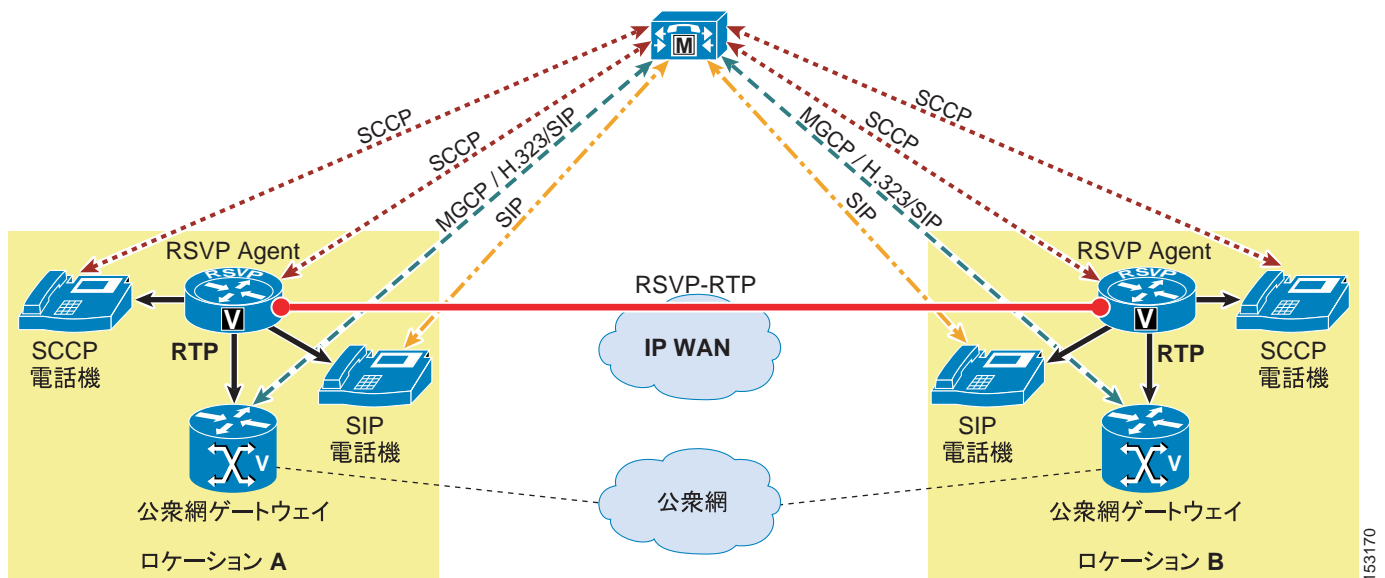 M
SCCP
SCCP
MGCP / H.323/SIP
SIP
SCCP
SCCP
MGCP / H.323/SIP
SIP
RSVP Agent
RSVP
V
SCCP
電話機
RTP
SIP
電話機
V
公衆網ゲートウェイ
ロケーション A
RSVP-RTP
IP WAN
公衆網
RSVP Agent
RSVP
V
RTP
SCCP
電話機
SIP
電話機
V
公衆網ゲートウェイ
ロケーション B
153170